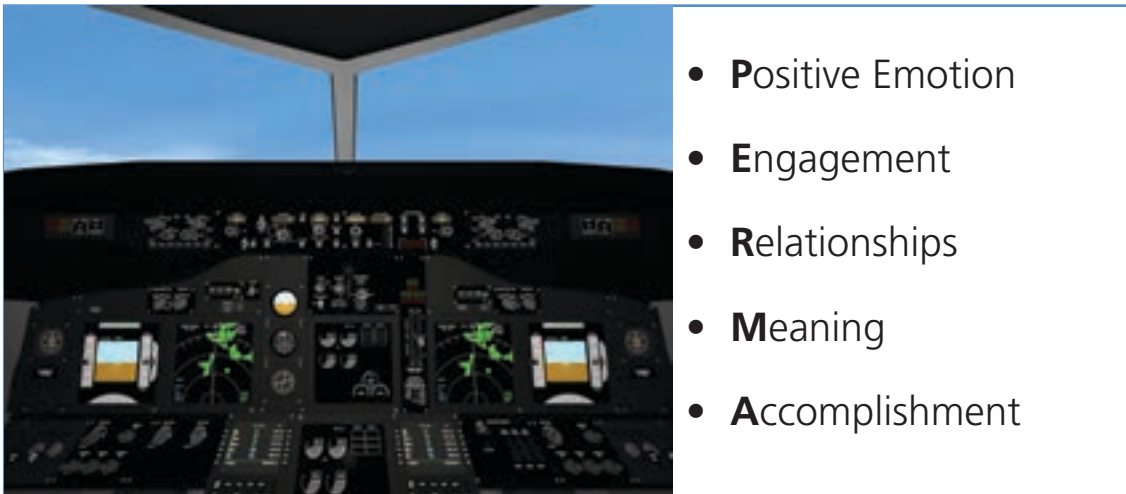 • Positive Emotion
• Engagement
• Relationships
• Meaning
• Accomplishment